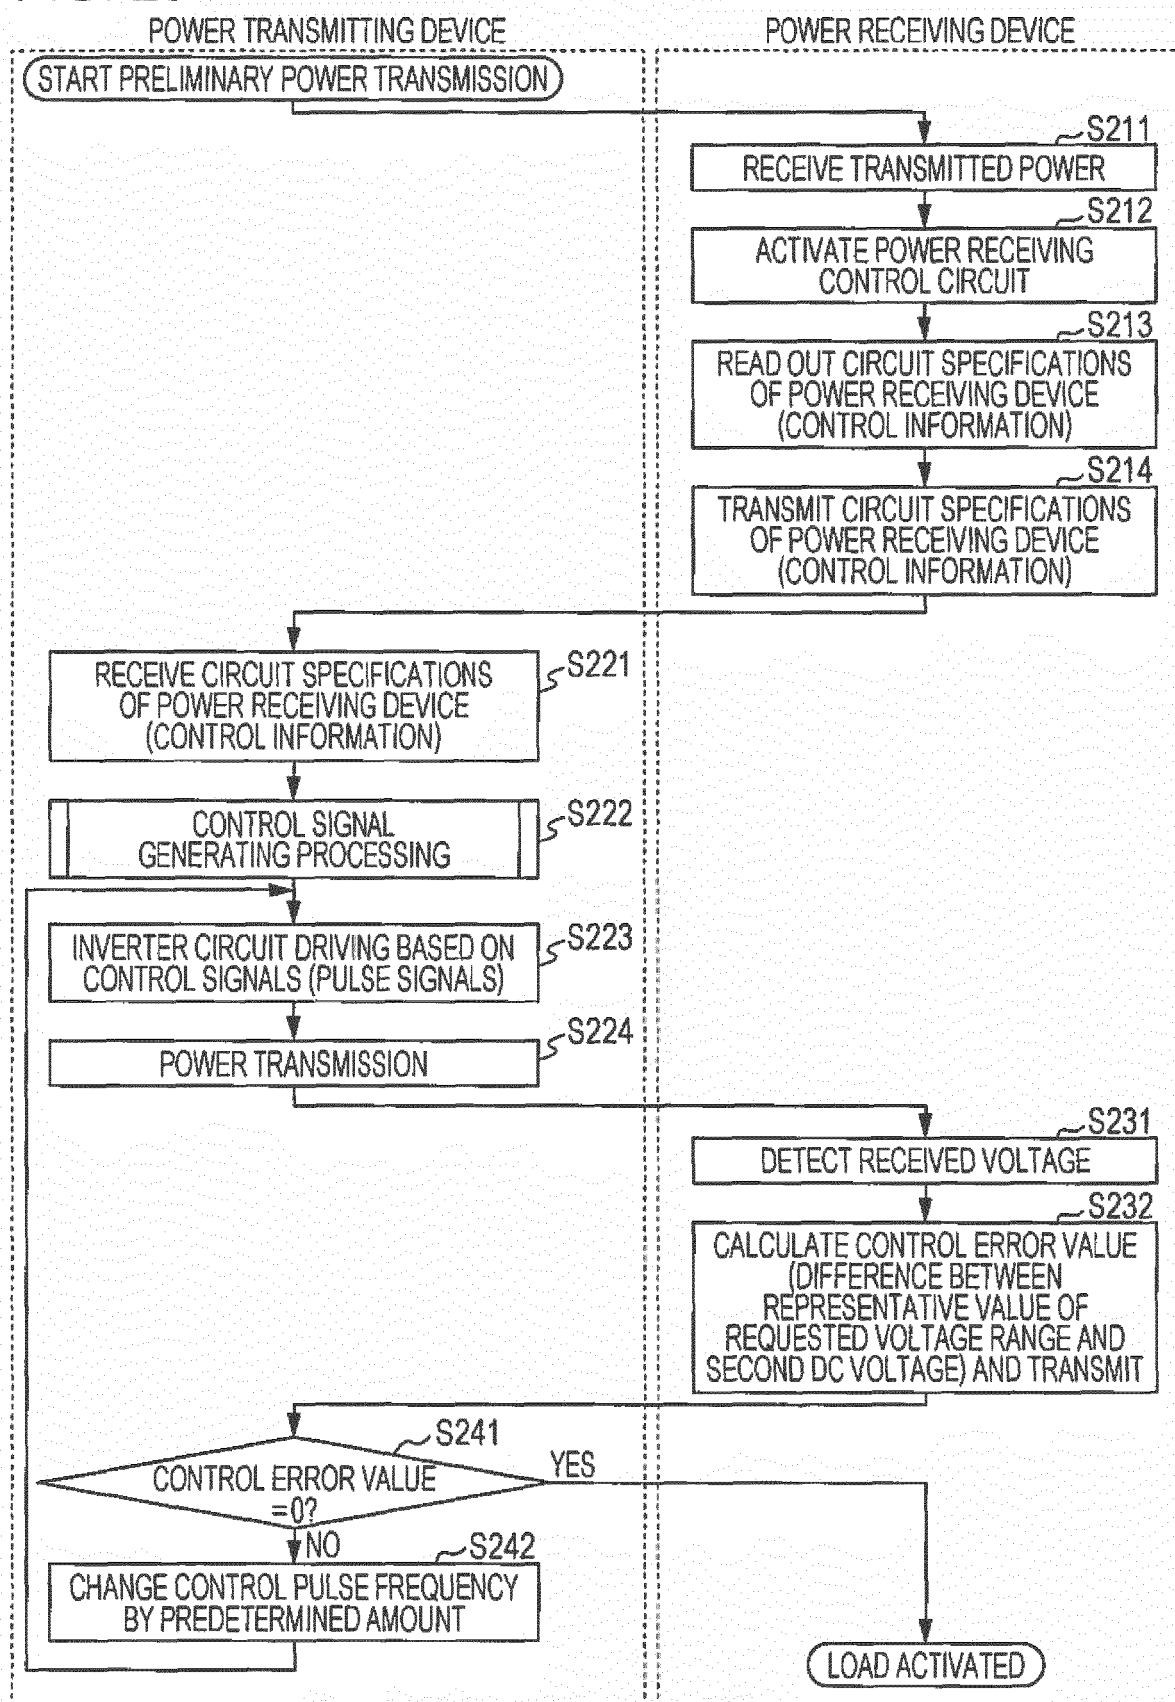 POWER TRANSMITTING DEVICE
POWER RECEIVING DEVICE
START PRELIMINARY POWER TRANSMISSION
S211
RECEIVE TRANSMITTED POWER
S212
ACTIVATE POWER RECEIVING
CONTROL CIRCUIT
S213
READ OUT CIRCUIT SPECIFICATIONS
OF POWER RECEIVING DEVICE
(CONTROL INFORMATION)
S214
TRANSMIT CIRCUIT SPECIFICATIONS
OF POWER RECEIVING DEVICE
(CONTROL INFORMATION)
S221
RECEIVE CIRCUIT SPECIFICATIONS
OF POWER RECEIVING DEVICE
(CONTROL INFORMATION)
S222
CONTROL SIGNAL
GENERATING PROCESSING
S223
INVERTER CIRCUIT DRIVING BASED ON
CONTROL SIGNALS (PULSE SIGNALS)
S224
POWER TRANSMISSION
S231
DETECT RECEIVED VOLTAGE
S232
CALCULATE CONTROL ERROR VALUE
(DIFFERENCE BETWEEN
REPRESENTATIVE VALUE OF
REQUESTED VOLTAGE RANGE AND
SECOND DC VOLTAGE) AND TRANSMIT
S241
CONTROL ERROR VALUE
=0?
YES
NO
S242
CHANGE CONTROL PULSE FREQUENCY
BY PREDETERMINED AMOUNT
LOAD ACTIVATED